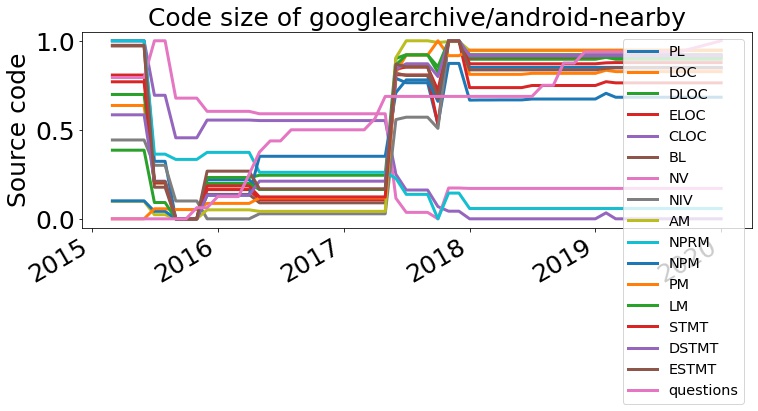 Code size of googlearchive/android-nearby
Source code
1.0
0.5
0.0
2015
2016
2017
2018
2019
2020
PL
LOC
DLOC
ELOC
CLOC
BL
NV
NIV
AM
NPRM
NPM
PM
LM
STMT
DSTMT
ESTMT
questions